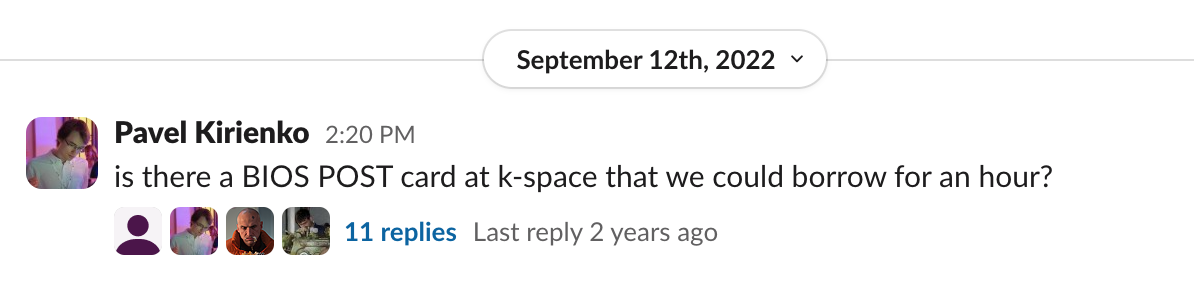 September 12th, 2022
Pavel Kirienko 2:20 PM
is there a BIOS POST card at k-space that we could borrow for an hour?
11 replies Last reply 2 years ago